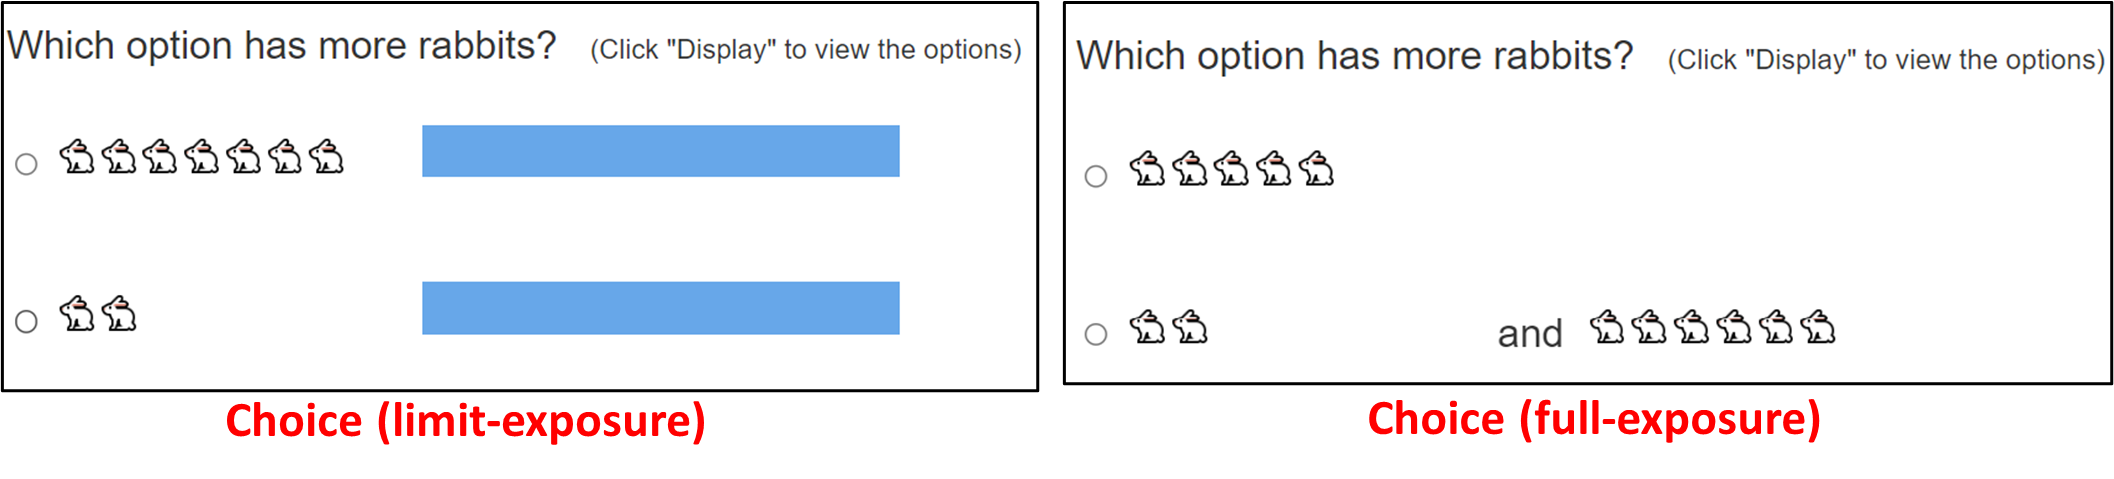 Which option has more rabbits? (Click "Display" to view the options)
Choice (limit-exposure)
Which option has more rabbits? (Click "Display" to view the options)
and
Choice (full-exposure)